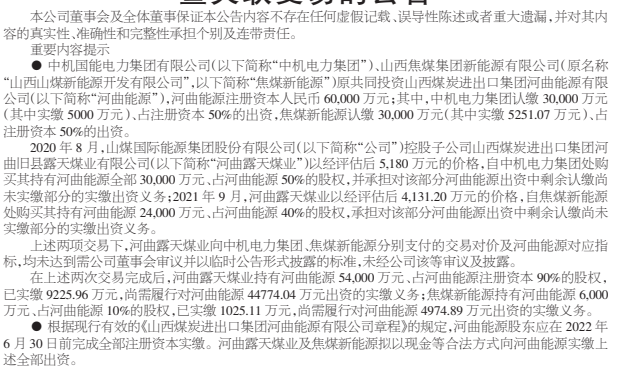 重大关联交易的公告
本公司董事会及全体董事保证本公告内容不存在任何虚假记载、误导性陈述或者重大遗漏,并对其内
容的真实性、准确性和完整性承担个别及连带责任。
重要内容提示
● 中机国能电力集团有限公司(以下简称“中机电力集团”)、山西焦煤集团新能源有限公司(原名称
“山西山煤新能源开发有限公司”,以下简称“焦煤新能源”)原共同投资山西煤炭进出口集团河曲能源有限
公司(以下简称“河曲能源”),河曲能源注册资本人民币 60,000 万元;其中,中机电力集团认缴 30,000 万元
(其中实缴 5000 万元)、占注册资本 50%的出资,焦煤新能源认缴 30,000 万元(其中实缴 5251.07 万元)、占
注册资本 50%的出资。
2020 年 8 月,山煤国际能源集团股份有限公司(以下简称“公司”)控股子公司山西煤炭进出口集团河
曲旧县露天煤业有限公司(以下简称“河曲露天煤业”)以经评估后 5,180 万元的价格,自中机电力集团处购
买其持有河曲能源全部 30,000 万元、占河曲能源 50%的股权,并承担对该部分河曲能源出资中剩余认缴尚
未实缴部分的实缴出资义务;2021 年 9 月,河曲露天煤业以经评估后 4,131.20 万元的价格,自焦煤新能源
处购买其持有河曲能源 24,000 万元、占河曲能源 40%的股权,承担对该部分河曲能源出资中剩余认缴尚未
实缴部分的实缴出资义务。
上述两项交易下,河曲露天煤业向中机电力集团、焦煤新能源分别支付的交易对价及河曲能源对应指
标,均未达到需公司董事会审议并以临时公告形式披露的标准,未经公司该等审议及披露。
在上述两次交易完成后,河曲露天煤业持有河曲能源 54,000 万元、占河曲能源注册资本 90%的股权,
已实缴 9225.96 万元,尚需履行对河曲能源 44774.04 万元出资的实缴义务;焦煤新能源持有河曲能源 6,000
万元、占河曲能源 10%的股权,已实缴 1025.11 万元,尚需履行对河曲能源 4974.89 万元出资的实缴义务。
● 根据现行有效的《山西煤炭进出口集团河曲能源有限公司章程》的规定,河曲能源股东应在 2022 年
6 月 30 日前完成全部注册资本实缴。河曲露天煤业及焦煤新能源拟以现金等合法方式向河曲能源实缴上
述全部出资。